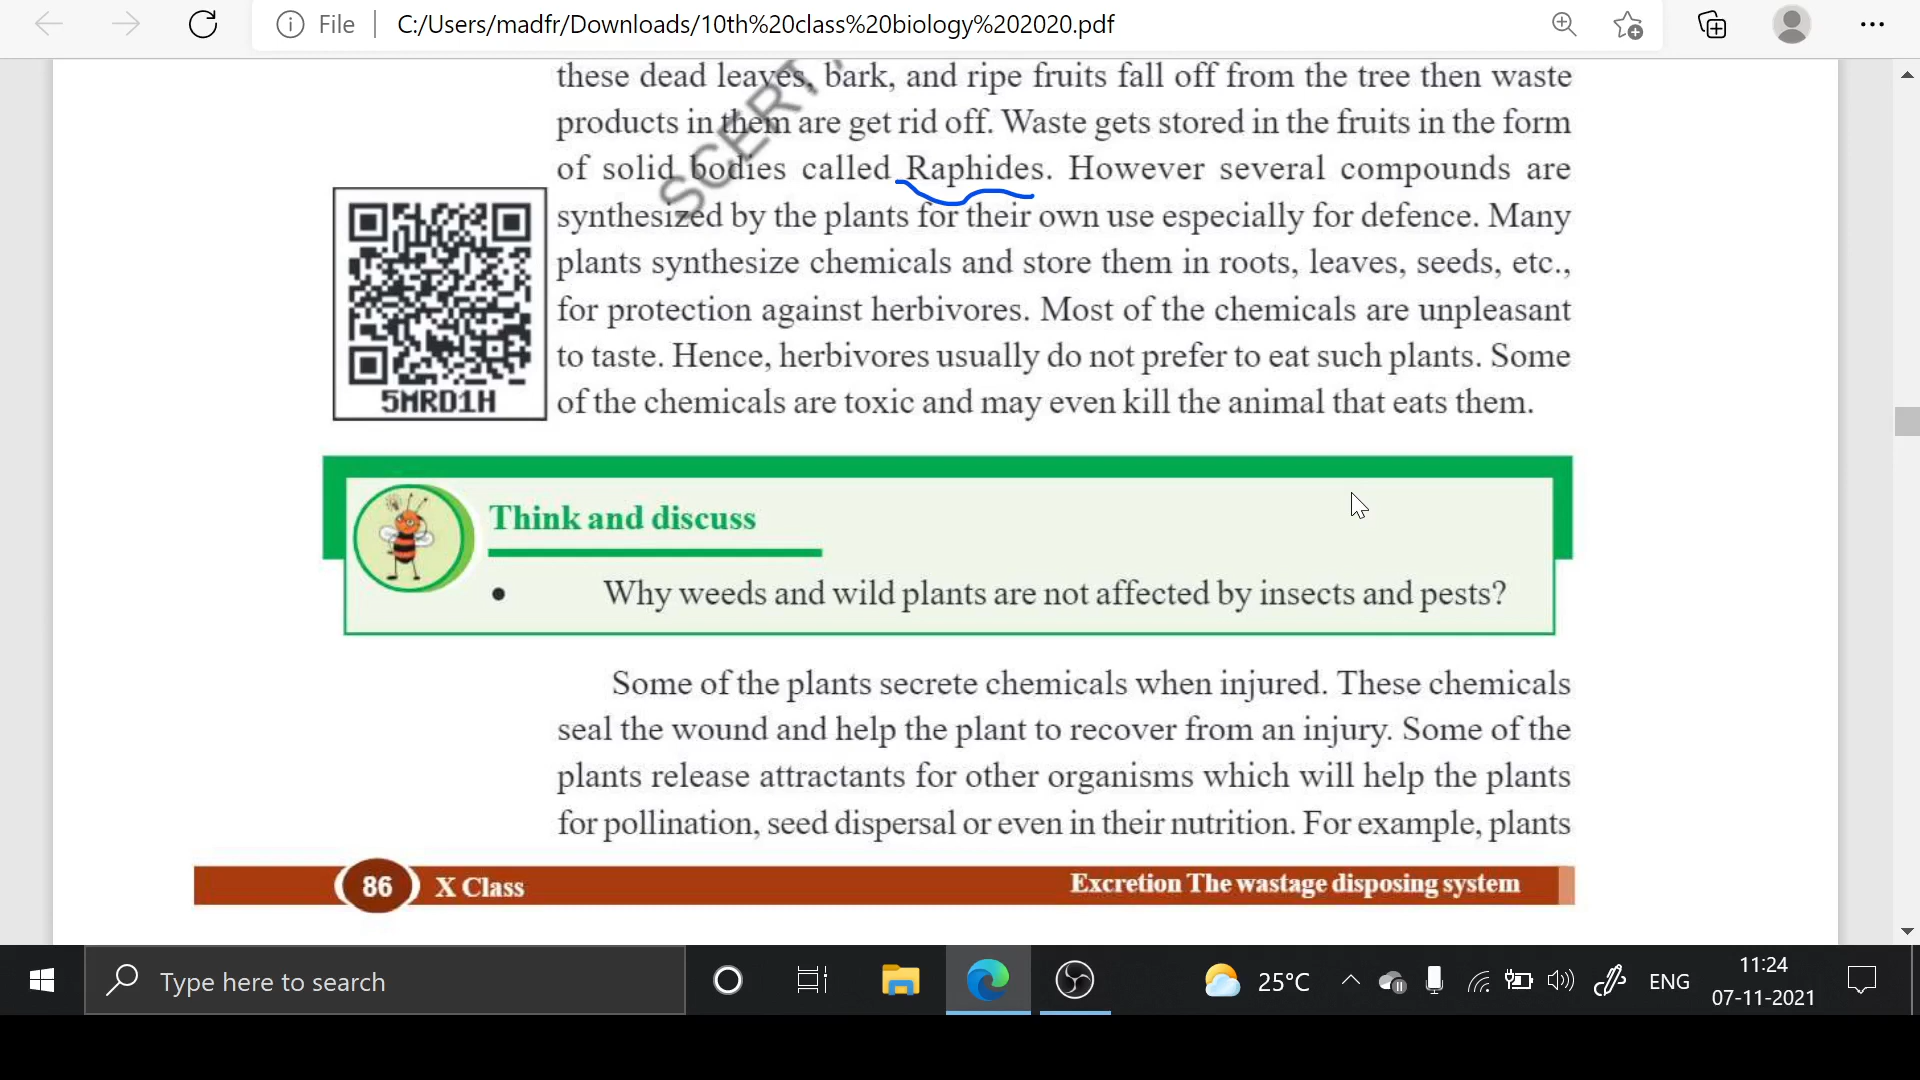 File C:/Users/madfr/Downloads/10th%20class%20biology%202020.pdf
these dead leaves, bark, and ripe fruits fall off from the tree then waste
products in them are get rid off. Waste gets stored in the fruits in the form
of solid bodies called Raphides. However several compounds are
synthesized by the plants for their own use especially for defence. Many
plants synthesize chemicals and store them in roots, leaves, seeds, etc.,
for protection against herbivores. Most of the chemicals are unpleasant
to taste. Hence, herbivores usually do not prefer to eat such plants. Some
of the chemicals are toxic and may even kill the animal that eats them.
SCERT
5MRD1H
Think and discuss
• Why weeds and wild plants are not affected by insects and pests?
Some of the plants secrete chemicals when injured. These chemicals
seal the wound and help the plant to recover from an injury. Some of the
plants release attractants for other organisms which will help the plants
for pollination, seed dispersal or even in their nutrition. For example, plants
86 X Class Excretion The wastage disposing system
Type here to search 25°C ENG 11:24
07-11-2021